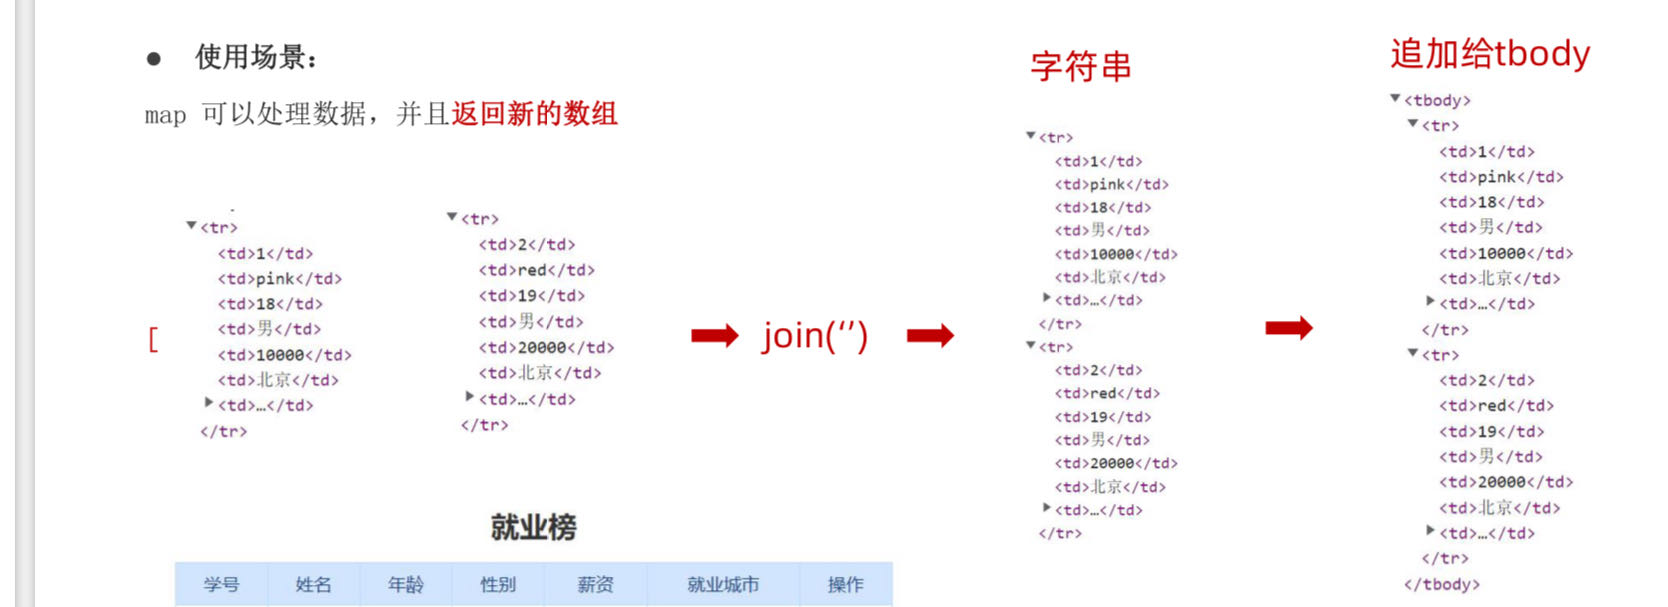 ● 使用场景：
map 可以处理数据，并且返回新的数组
[
▼<tr>
<td>1</td>
<td>pink</td>
<td>18</td>
<td>男</td>
<td>10000</td>
<td>北京</td>
▶<td>…</td>
</tr>
▼<tr>
<td>2</td>
<td>red</td>
<td>19</td>
<td>男</td>
<td>20000</td>
<td>北京</td>
▶<td>…</td>
</tr>
join(‘’)
字符串
▼<tr>
<td>1</td>
<td>pink</td>
<td>18</td>
<td>男</td>
<td>10000</td>
<td>北京</td>
▶<td>…</td>
</tr>
▼<tr>
<td>2</td>
<td>red</td>
<td>19</td>
<td>男</td>
<td>20000</td>
<td>北京</td>
▶<td>…</td>
</tr>
追加给tbody
▼<tbody>
▼<tr>
<td>1</td>
<td>pink</td>
<td>18</td>
<td>男</td>
<td>10000</td>
<td>北京</td>
▶<td>…</td>
</tr>
▼<tr>
<td>2</td>
<td>red</td>
<td>19</td>
<td>男</td>
<td>20000</td>
<td>北京</td>
▶<td>…</td>
</tr>
</tbody>
就业榜
学号 姓名 年龄 性别 薪资 就业城市 操作